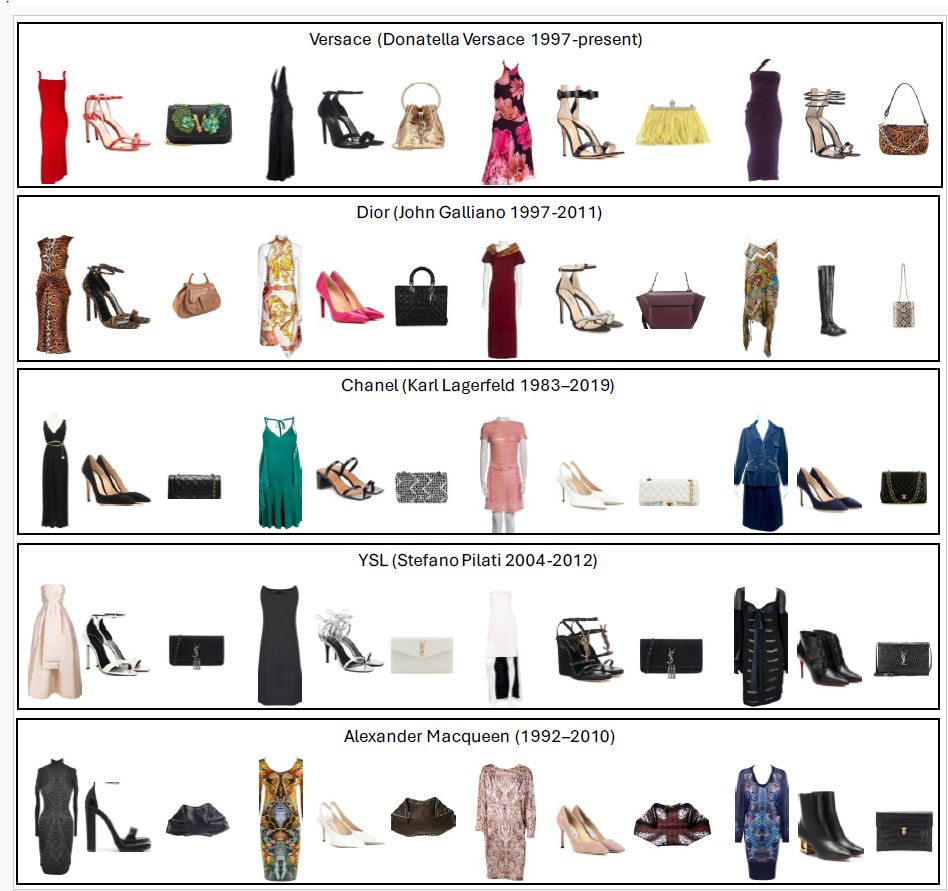 Versace (Donatella Versace 1997-present)
V
Dior (John Galliano 1997-2011)
Chanel (Karl Lagerfeld 1983–2019)
YSL (Stefano Pilati 2004-2012)
Alexander Macqueen (1992–2010)